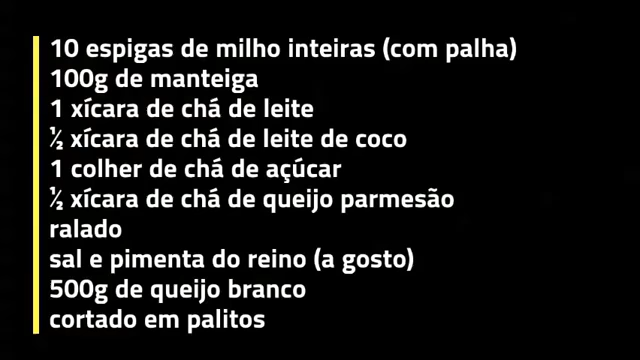 10 espigas de milho inteiras (com palha)
100g de manteiga
1 xícara de chá de leite
½ xícara de chá de leite de coco
1 colher de chá de açúcar
½ xícara de chá de queijo parmesão
ralado
sal e pimenta do reino (a gosto)
500g de queijo branco
cortado em palitos